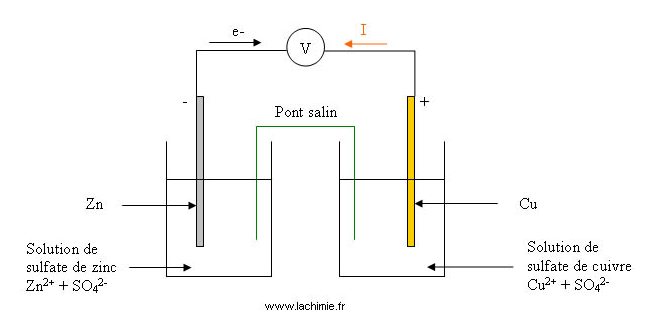 e-
V
I
-
+
Pont salin
Zn
Cu
Solution de
sulfate de zinc
Zn²⁺ + SO₄²⁻
Solution de
sulfate de cuivre
Cu²⁺ + SO₄²⁻
www.lachimie.fr